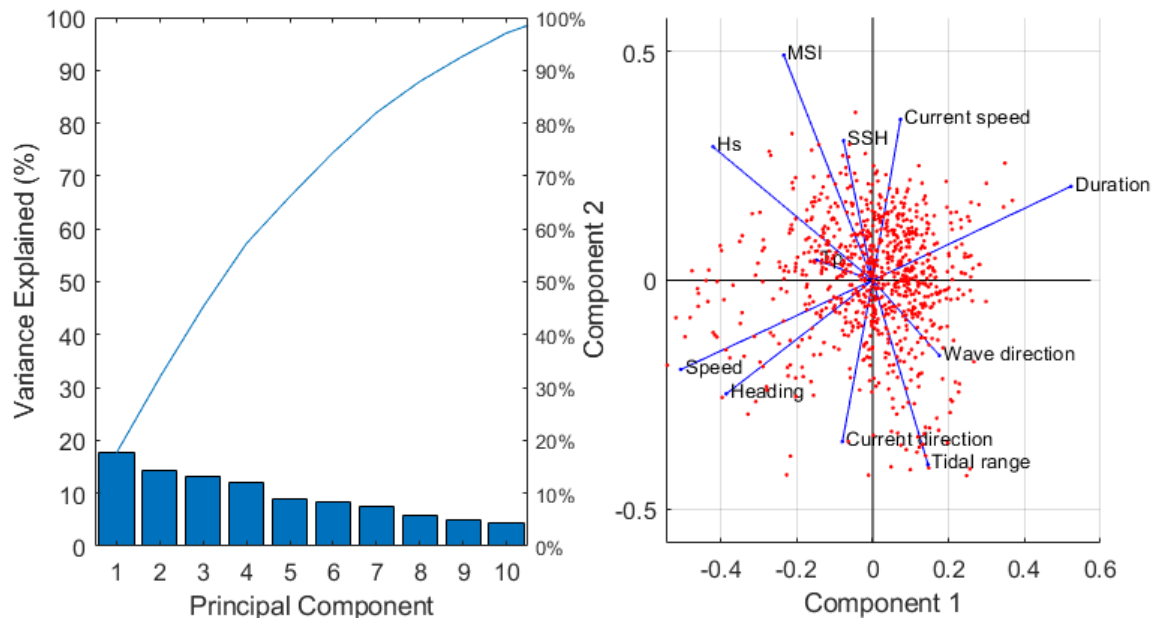 Variance Explained (%)
100
90
80
70
60
50
40
30
20
10
0
100%
90%
80%
70%
60%
50%
40%
30%
20%
10%
0%
1 2 3 4 5 6 7 8 9 10
Principal Component
Component 2
0.5
0
-0.5
MSI
Current speed
SSH
Hs
Duration
Tp
Wave direction
Speed
Heading
Current direction
Tidal range
-0.4 -0.2 0 0.2 0.4 0.6
Component 1